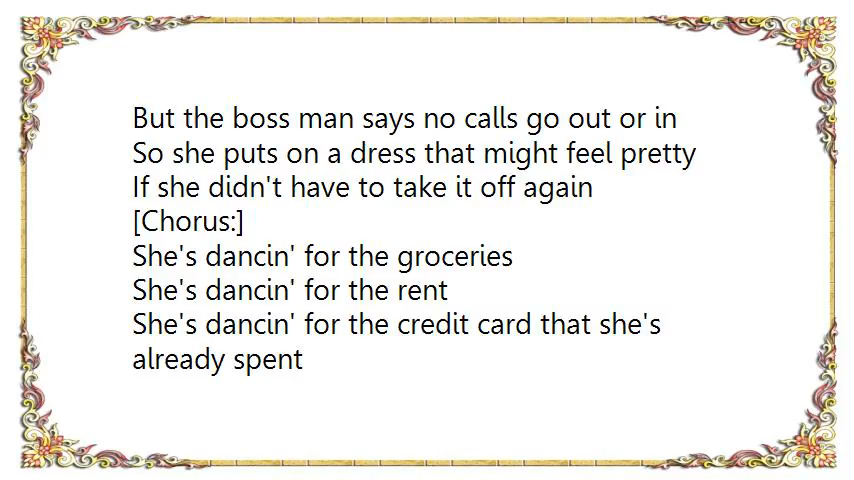 But the boss man says no calls go out or in
So she puts on a dress that might feel pretty
If she didn't have to take it off again
[Chorus:]
She's dancin' for the groceries
She's dancin' for the rent
She's dancin' for the credit card that she's
already spent